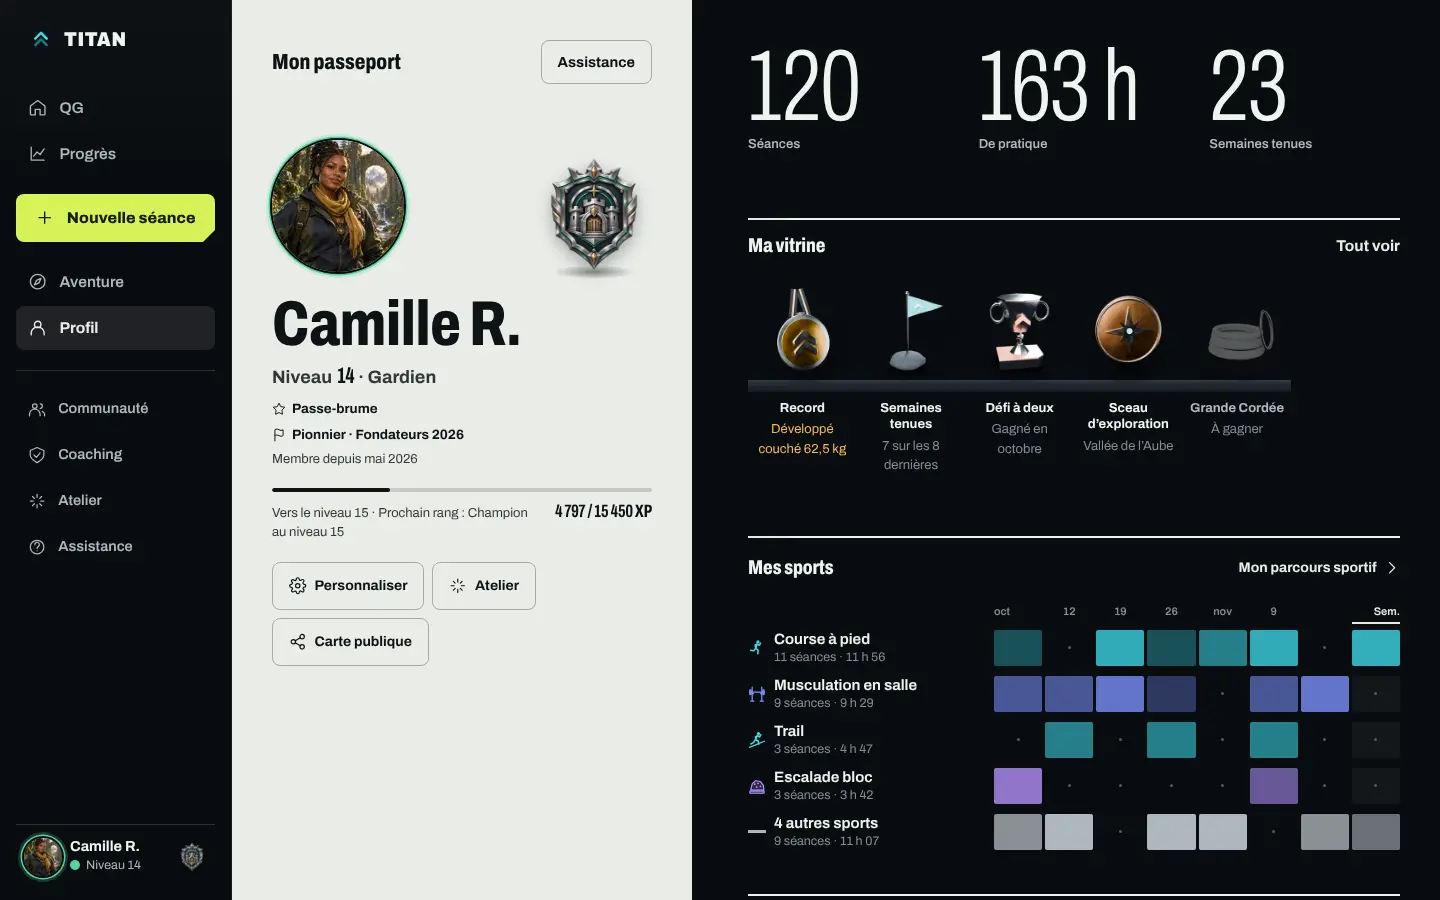 TITAN
QG
Progrès
Nouvelle séance
Aventure
Profil
Communauté
Coaching
Atelier
Assistance
Camille R.
Niveau 14
Mon passeport
Assistance
Camille R.
Niveau 14 · Gardien
Passe-brume
Pionnier · Fondateurs 2026
Membre depuis mai 2026
Vers le niveau 15 · Prochain rang : Champion
au niveau 15
4 797 / 15 450 XP
Personnaliser
Atelier
Carte publique
120
Séances
163 h
De pratique
23
Semaines tenues
Ma vitrine
Tout voir
Record
Développé
couché 62,5 kg
Semaines
tenues
7 sur les 8
dernières
Défi à deux
Gagné en
octobre
Sceau
d’exploration
Vallée de l’Aube
Grande Cordée
À gagner
Mes sports
Mon parcours sportif
oct 12 19 26 nov 9 Sem.
Course à pied
11 séances · 11 h 56
Musculation en salle
9 séances · 9 h 29
Trail
3 séances · 4 h 47
Escalade bloc
3 séances · 3 h 42
4 autres sports
9 séances · 11 h 07